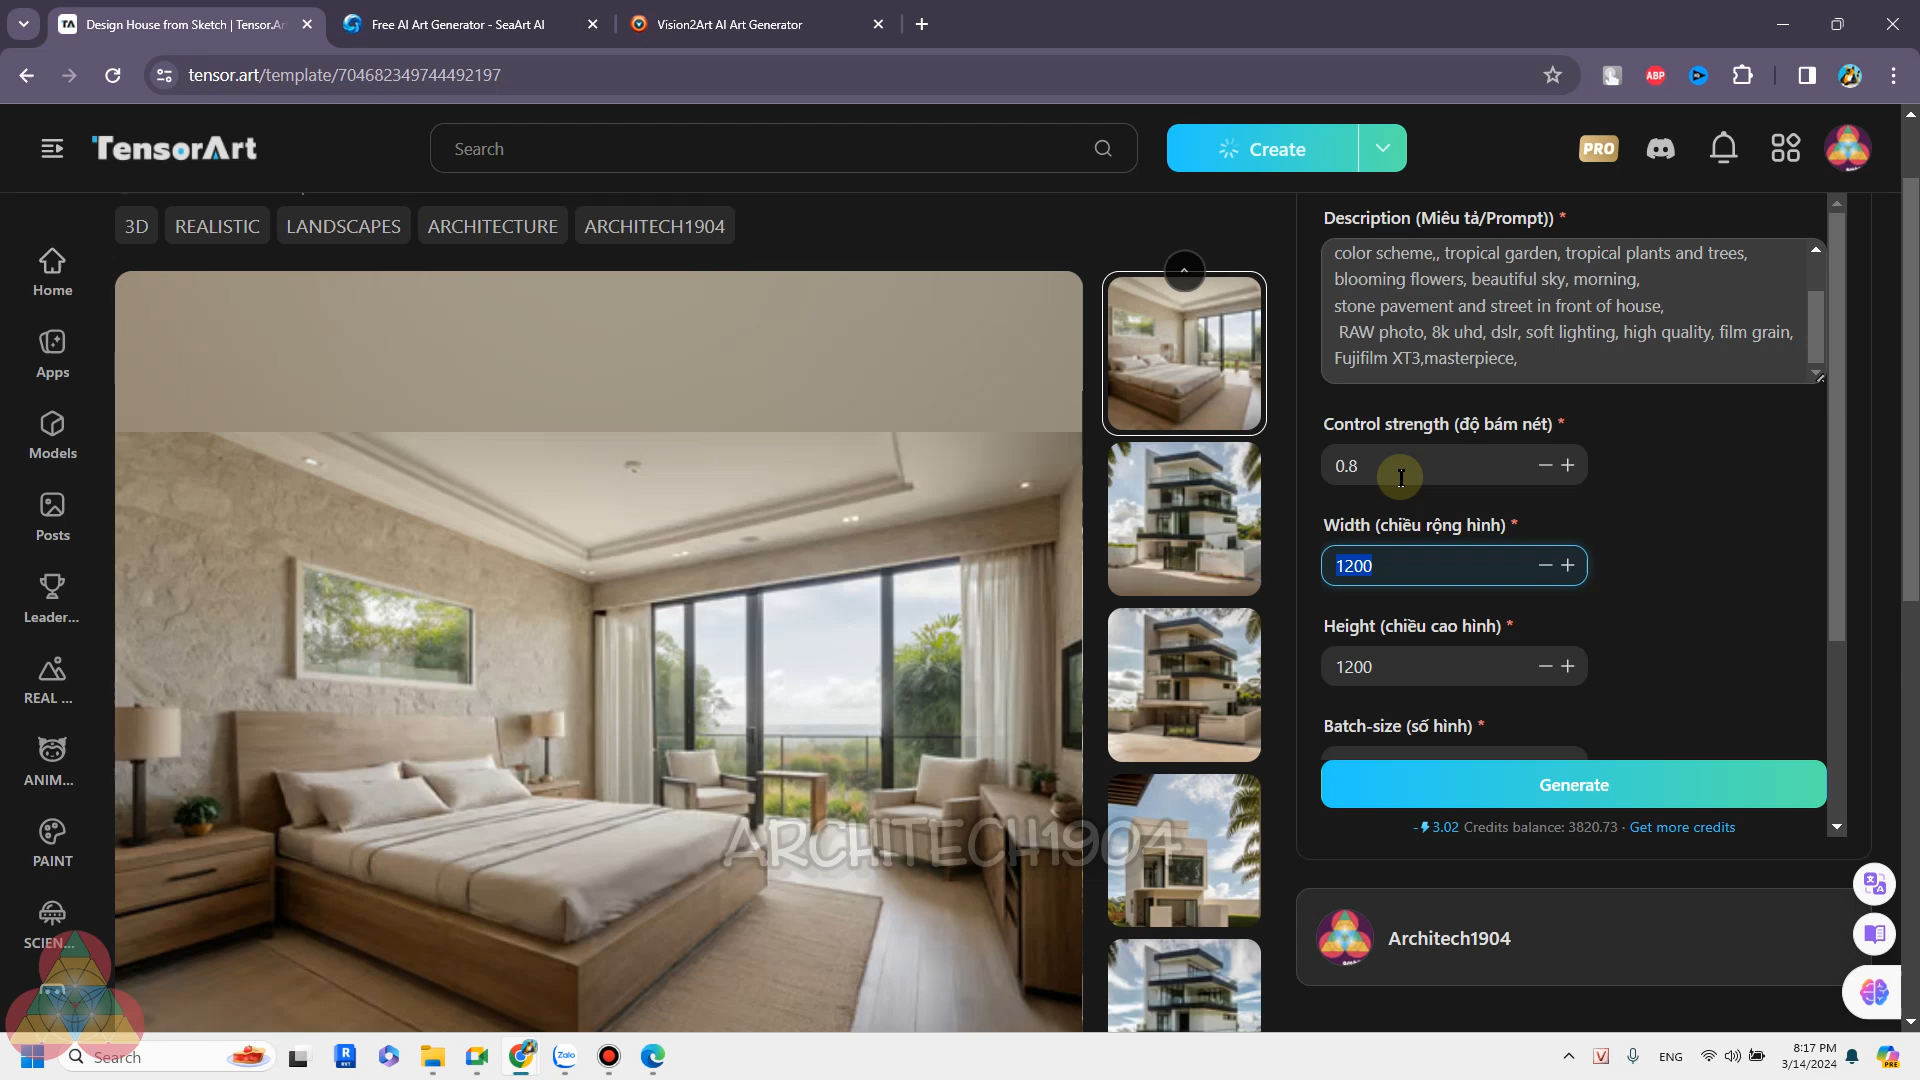 Design House from Sketch | Tensor.Ar
Free AI Art Generator - SeaArt AI
Vision2Art AI Art Generator
tensor.art/template/704682349744492197
ABP
TensorArt
Search
Create
PRO
3D
REALISTIC
LANDSCAPES
ARCHITECTURE
ARCHITECH1904
Home
Apps
Models
Posts
Leader...
REAL ...
ANIM...
PAINT
SCIEN...
ARCHITECH1904
Description (Miêu tả/Prompt)) *
color scheme,, tropical garden, tropical plants and trees,
blooming flowers, beautiful sky, morning,
stone pavement and street in front of house,
RAW photo, 8k uhd, dslr, soft lighting, high quality, film grain,
Fujifilm XT3,masterpiece,
Control strength (độ bám nét) *
0.8
Width (chiều rộng hình) *
1200
Height (chiều cao hình) *
1200
Batch-size (số hình) *
Generate
-3.02 Credits balance: 3820.73 · Get more credits
Architech1904
Search
Zalo
ENG
8:17 PM
3/14/2024
PRE